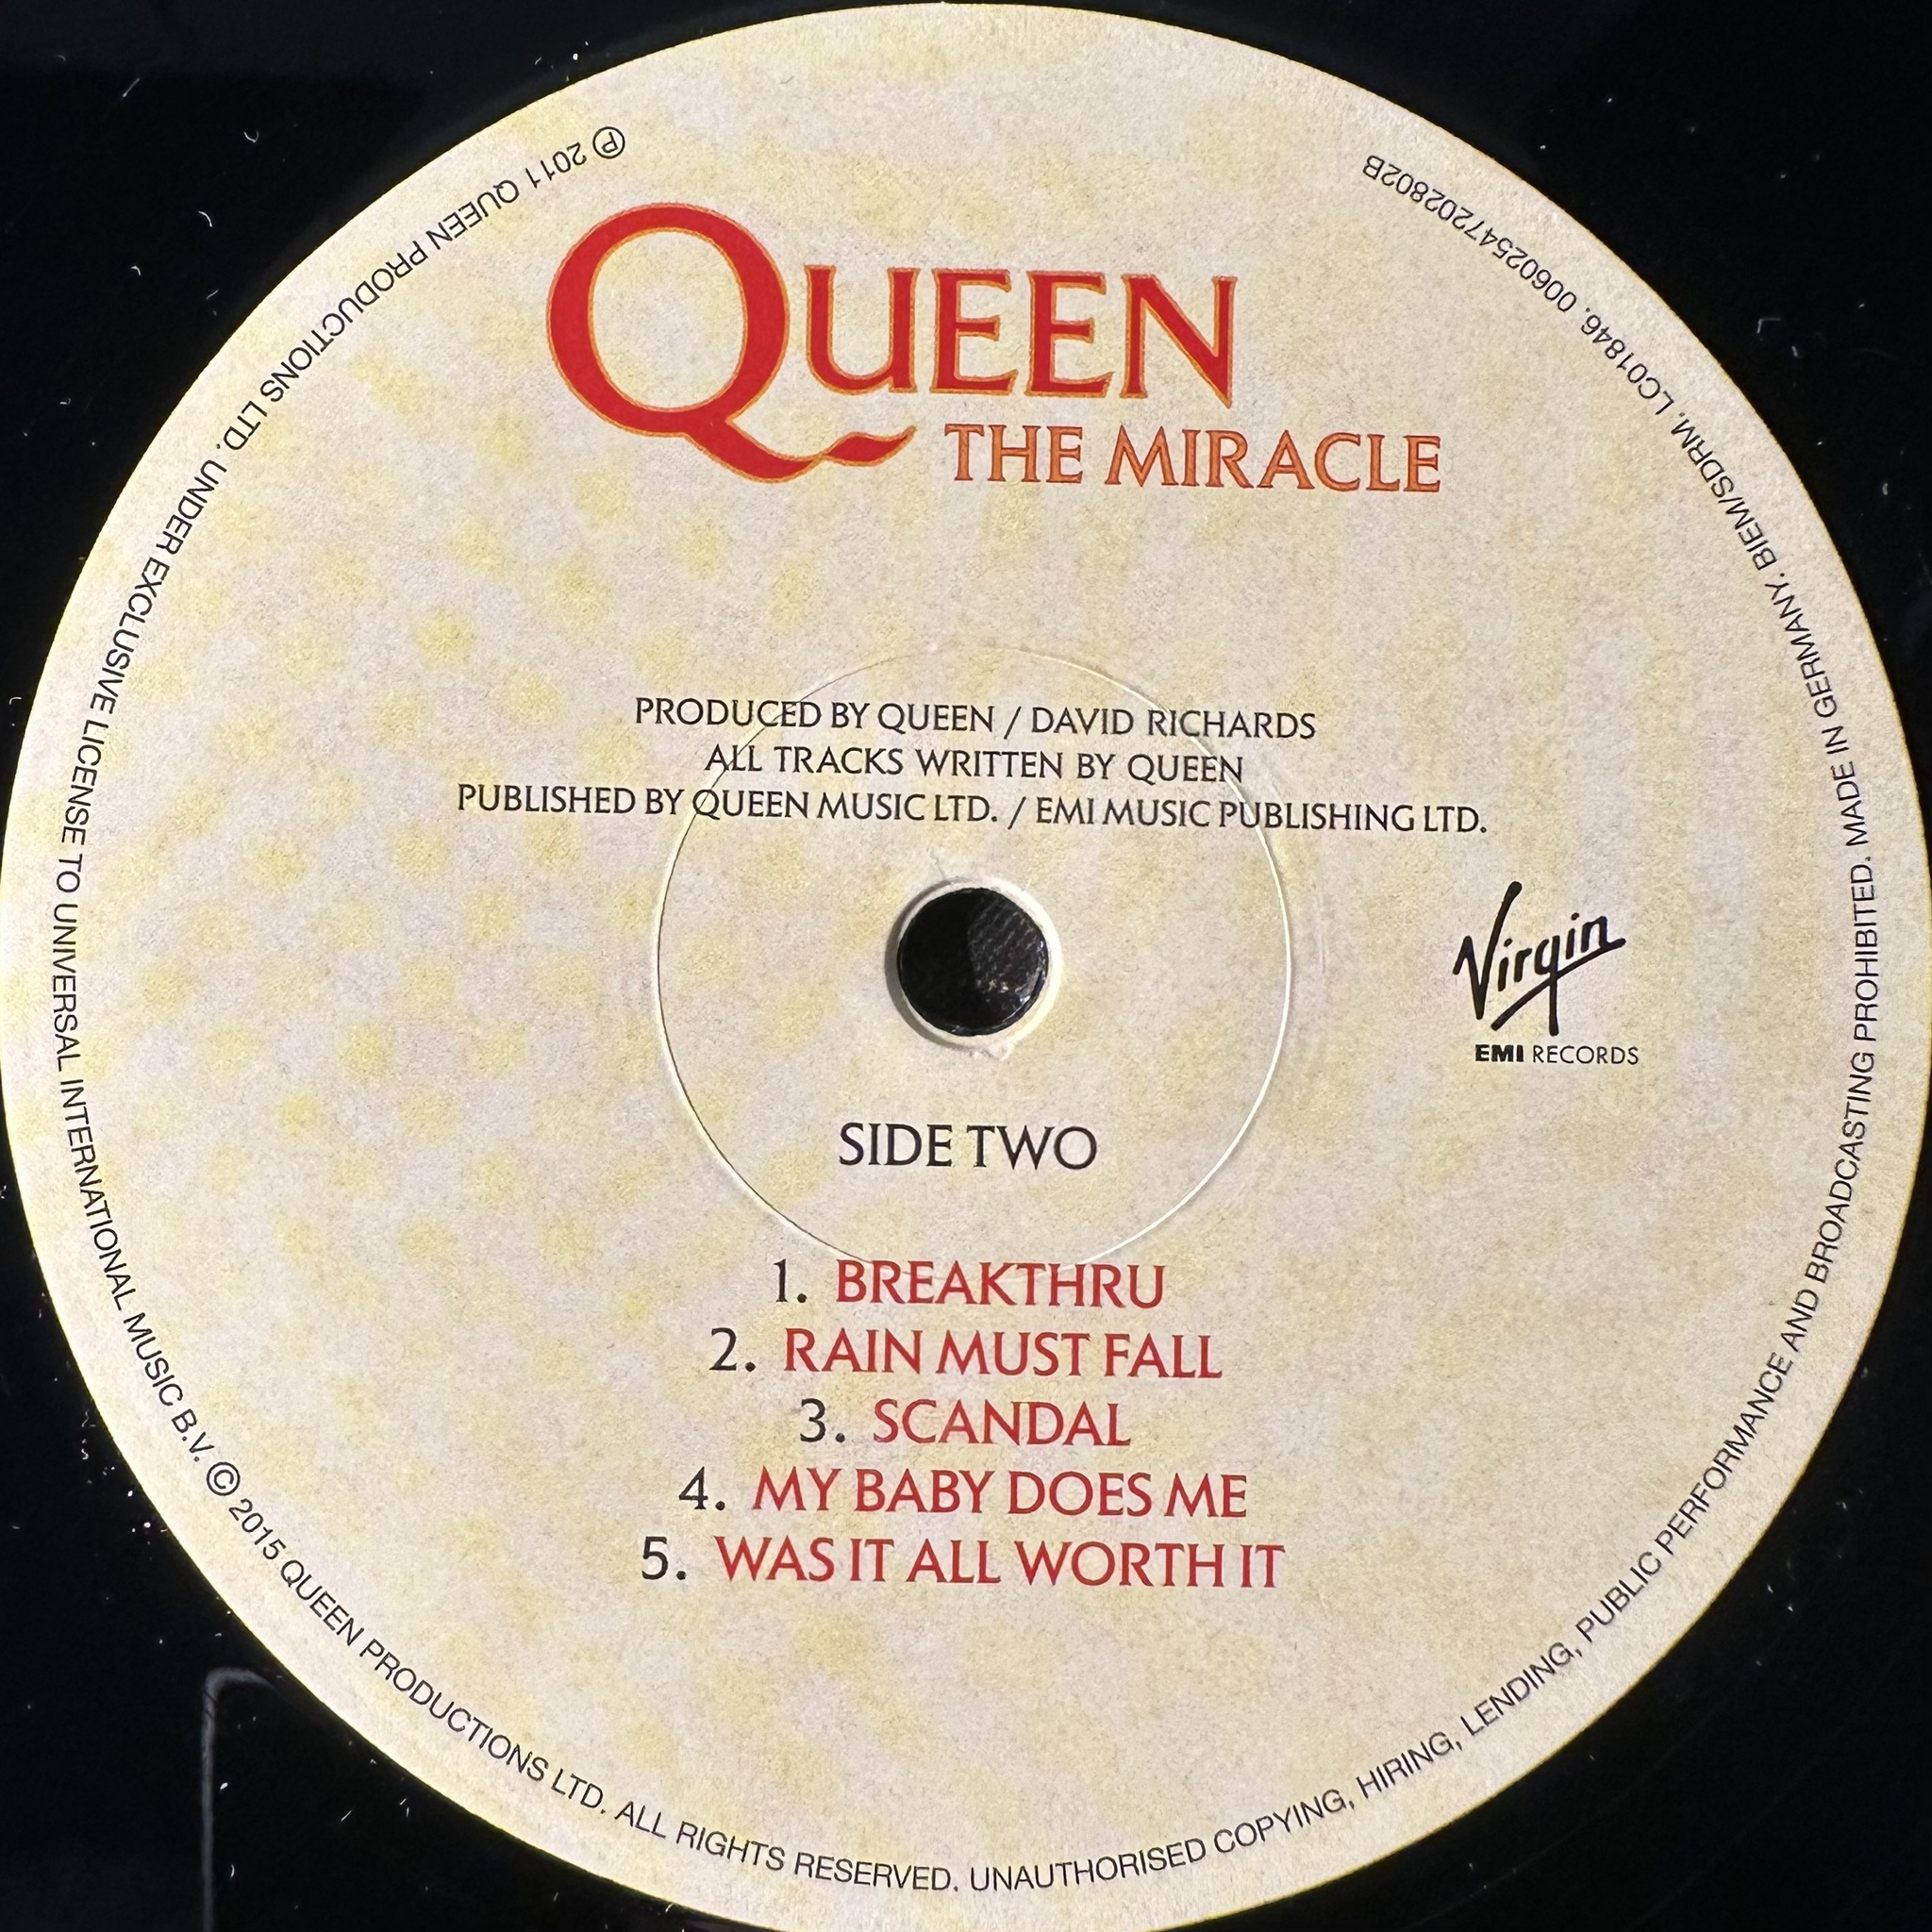 QUEEN
THE MIRACLE
PRODUCED BY QUEEN / DAVID RICHARDS
ALL TRACKS WRITTEN BY QUEEN
PUBLISHED BY QUEEN MUSIC LTD. / EMI MUSIC PUBLISHING LTD.
Virgin
EMI RECORDS
SIDE TWO
1. BREAKTHRU
2. RAIN MUST FALL
3. SCANDAL
4. MY BABY DOES ME
5. WAS IT ALL WORTH IT
℗ 2011 QUEEN PRODUCTIONS LTD. UNDER EXCLUSIVE LICENSE TO UNIVERSAL INTERNATIONAL MUSIC B.V. © 2015 QUEEN PRODUCTIONS LTD. ALL RIGHTS RESERVED. UNAUTHORISED COPYING, HIRING, LENDING, PUBLIC PERFORMANCE AND BROADCASTING PROHIBITED. MADE IN GERMANY. BIEM/SDRM. LC01846. 00602547202802B